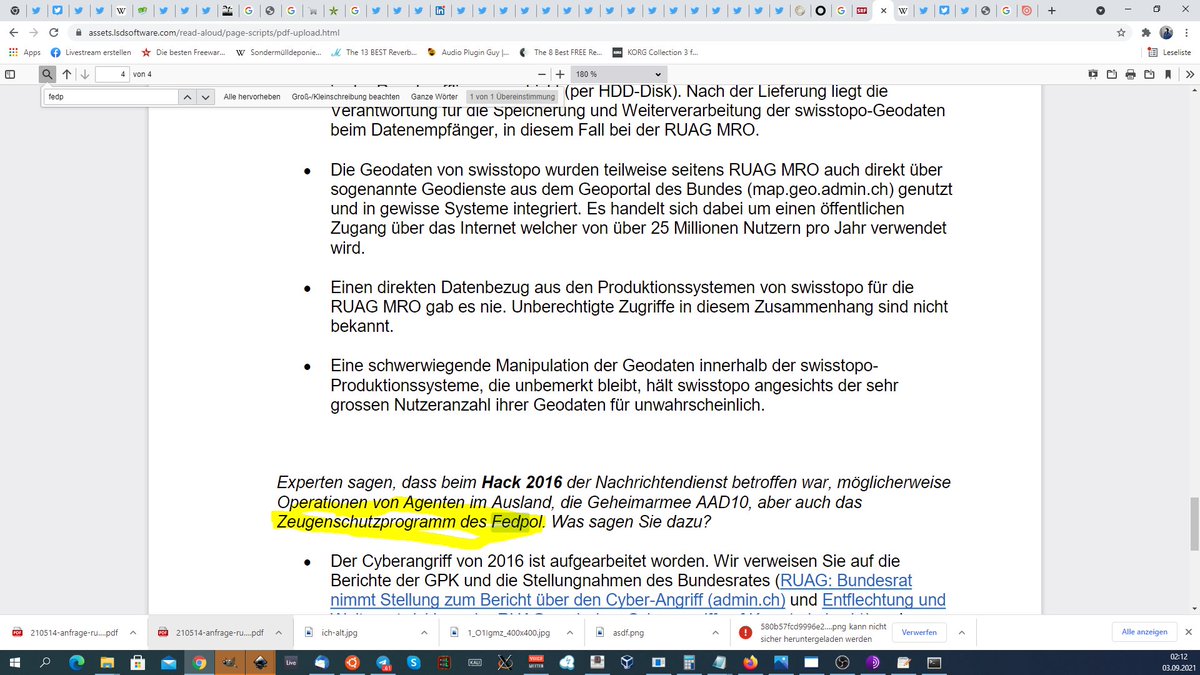 assets.lsdsoftware.com/read-aloud/page-scripts/pdf-upload.html
Apps
Livestream erstellen
Die besten Freewar...
Sondermülldeponie...
The 13 BEST Reverb...
Audio Plugin Guy |...
The 8 Best FREE Re...
KORG Collection 3 f...
Leseliste
4 von 4
180 %
fedp
Alle hervorheben
Groß-/Kleinschreibung beachten
Ganze Wörter
1 von 1 Übereinstimmung
(per HDD-Disk). Nach der Lieferung liegt die
Verantwortung für die Speicherung und Weiterverarbeitung der swisstopo-Geodaten
beim Datenempfänger, in diesem Fall bei der RUAG MRO.
• Die Geodaten von swisstopo wurden teilweise seitens RUAG MRO auch direkt über
sogenannte Geodienste aus dem Geoportal des Bundes (map.geo.admin.ch) genutzt
und in gewisse Systeme integriert. Es handelt sich dabei um einen öffentlichen
Zugang über das Internet welcher von über 25 Millionen Nutzern pro Jahr verwendet
wird.
• Einen direkten Datenbezug aus den Produktionssystemen von swisstopo für die
RUAG MRO gab es nie. Unberechtigte Zugriffe in diesem Zusammenhang sind nicht
bekannt.
• Eine schwerwiegende Manipulation der Geodaten innerhalb der swisstopo-
Produktionssysteme, die unbemerkt bleibt, hält swisstopo angesichts der sehr
grossen Nutzeranzahl ihrer Geodaten für unwahrscheinlich.
Experten sagen, dass beim Hack 2016 der Nachrichtendienst betroffen war, möglicherweise
Operationen von Agenten im Ausland, die Geheimarmee AAD10, aber auch das
Zeugenschutzprogramm des Fedpol. Was sagen Sie dazu?
• Der Cyberangriff von 2016 ist aufgearbeitet worden. Wir verweisen Sie auf die
Berichte der GPK und die Stellungnahmen des Bundesrates (RUAG: Bundesrat
nimmt Stellung zum Bericht über den Cyber-Angriff (admin.ch) und Entflechtung und
210514-anfrage-ru....pdf
210514-anfrage-ru....pdf
ich-alt.jpg
1_O1Igmz_400x400.jpg
asdf.png
580b57fcd9996e2....png kann nicht
sicher heruntergeladen werden
Verwerfen
Alle anzeigen
02:12
03.09.2021